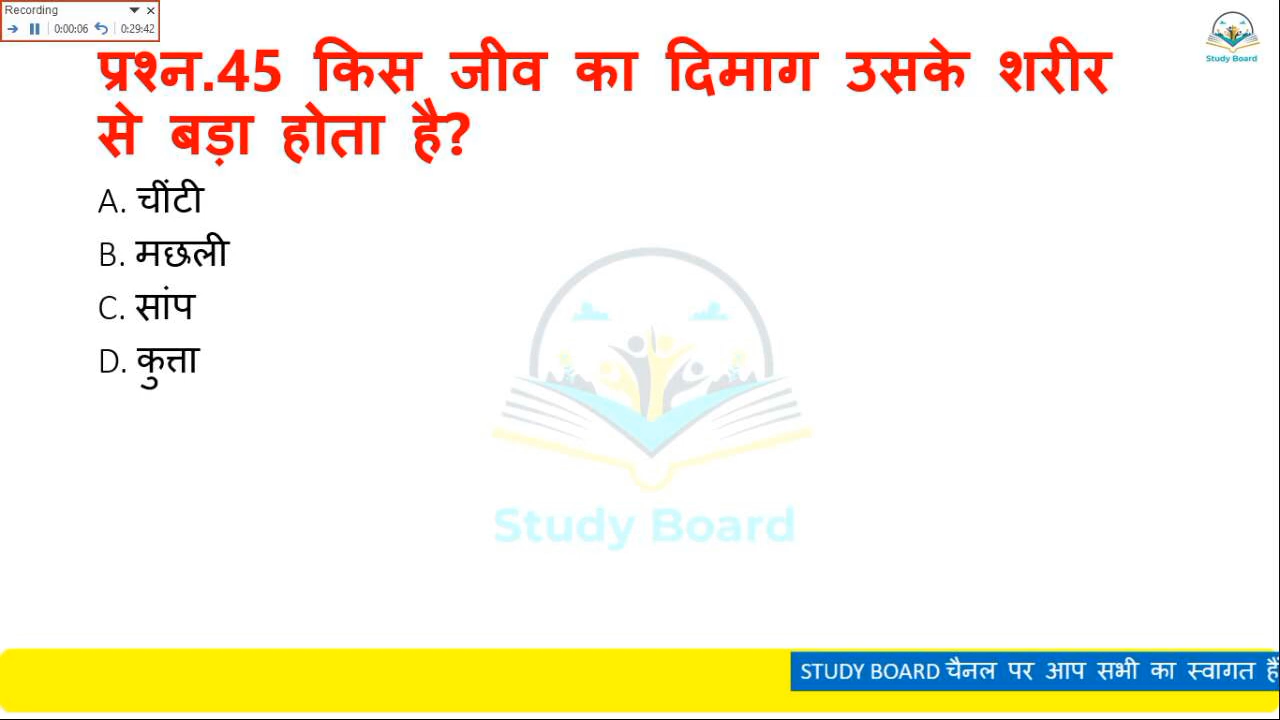 Recording
0:00:06 0:29:42
Study Board
प्रश्न.45 किस जीव का दिमाग उसके शरीर
से बड़ा होता है?
A. चींटी
B. मछली
C. सांप
D. कुत्ता
Study Board
STUDY BOARD चैनल पर आप सभी का स्वागत हैं